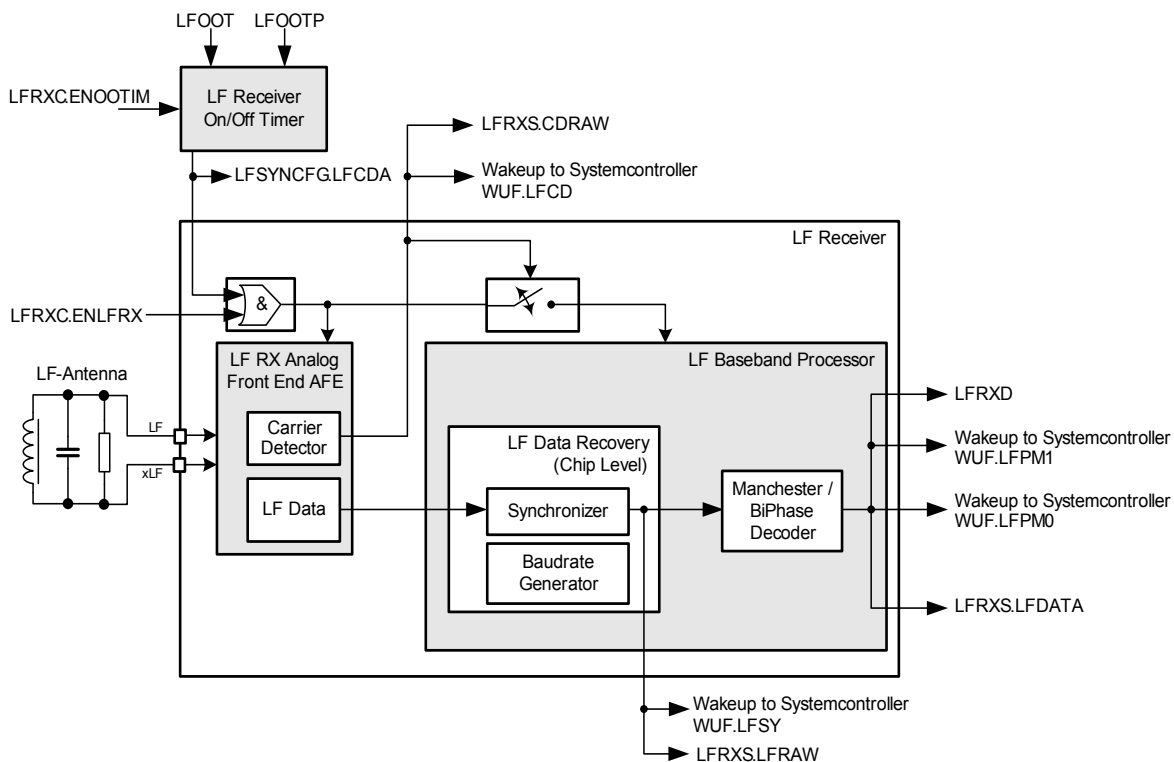 LFOOT
LFOOTP
LFRXC.ENOOTIM
LF Receiver
On/Off Timer
LFRXS.CDRAW
LFSYNCFG.LFCDA
Wakeup to Systemcontroller
WUF.LFCD
LF Receiver
&
LFRXC.ENLFRX
LF-Antenna
LF
xLF
LF RX Analog
Front End AFE
Carrier
Detector
LF Data
LF Baseband Processor
LF Data Recovery
(Chip Level)
Synchronizer
Baudrate
Generator
Manchester /
BiPhase
Decoder
LFRXD
Wakeup to Systemcontroller
WUF.LFPM1
Wakeup to Systemcontroller
WUF.LFPM0
LFRXS.LFDATA
Wakeup to Systemcontroller
WUF.LFSY
LFRXS.LFRAW